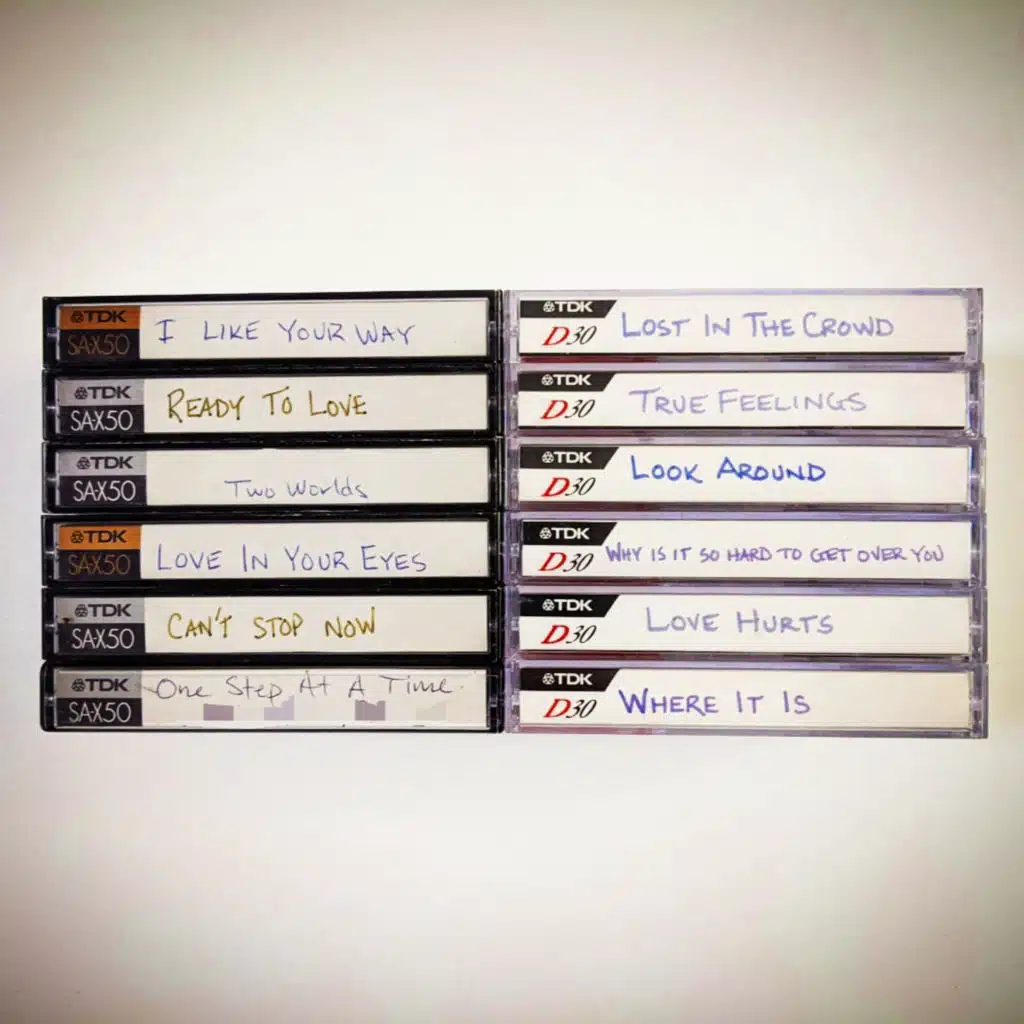 TDK
SA-X50
I LIKE YOUR WAY
TDK
SA-X50
READY TO LOVE
TDK
SA-X50
Two Worlds
TDK
SA-X50
LOVE IN YOUR EYES
TDK
SA-X50
CAN'T STOP NOW
TDK
SA-X50
One Step At A Time
TDK
D30
LOST IN THE CROWD
TDK
D30
TRUE FEELINGS
TDK
D30
LOOK AROUND
TDK
D30
WHY IS IT SO HARD TO GET OVER YOU
TDK
D30
LOVE HURTS
TDK
D30
WHERE IT IS